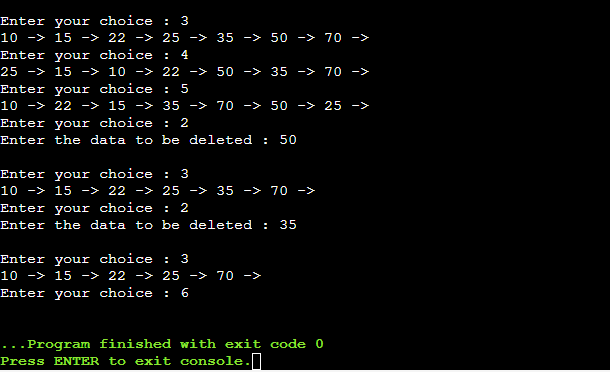 Enter your choice : 3
10 -> 15 -> 22 -> 25 -> 35 -> 50 -> 70 ->
Enter your choice : 4
25 -> 15 -> 10 -> 22 -> 50 -> 35 -> 70 ->
Enter your choice : 5
10 -> 22 -> 15 -> 35 -> 70 -> 50 -> 25 ->
Enter your choice : 2
Enter the data to be deleted : 50
Enter your choice : 3
10 -> 15 -> 22 -> 25 -> 35 -> 70 ->
Enter your choice : 2
Enter the data to be deleted : 35
Enter your choice : 3
10 -> 15 -> 22 -> 25 -> 70 ->
Enter your choice : 6
...Program finished with exit code 0
Press ENTER to exit console.